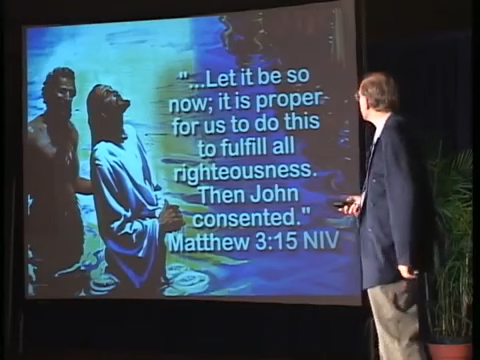 "...Let it be so
now; it is proper
for us to do this
to fulfill all
righteousness.
Then John
consented."
Matthew 3:15 NIV